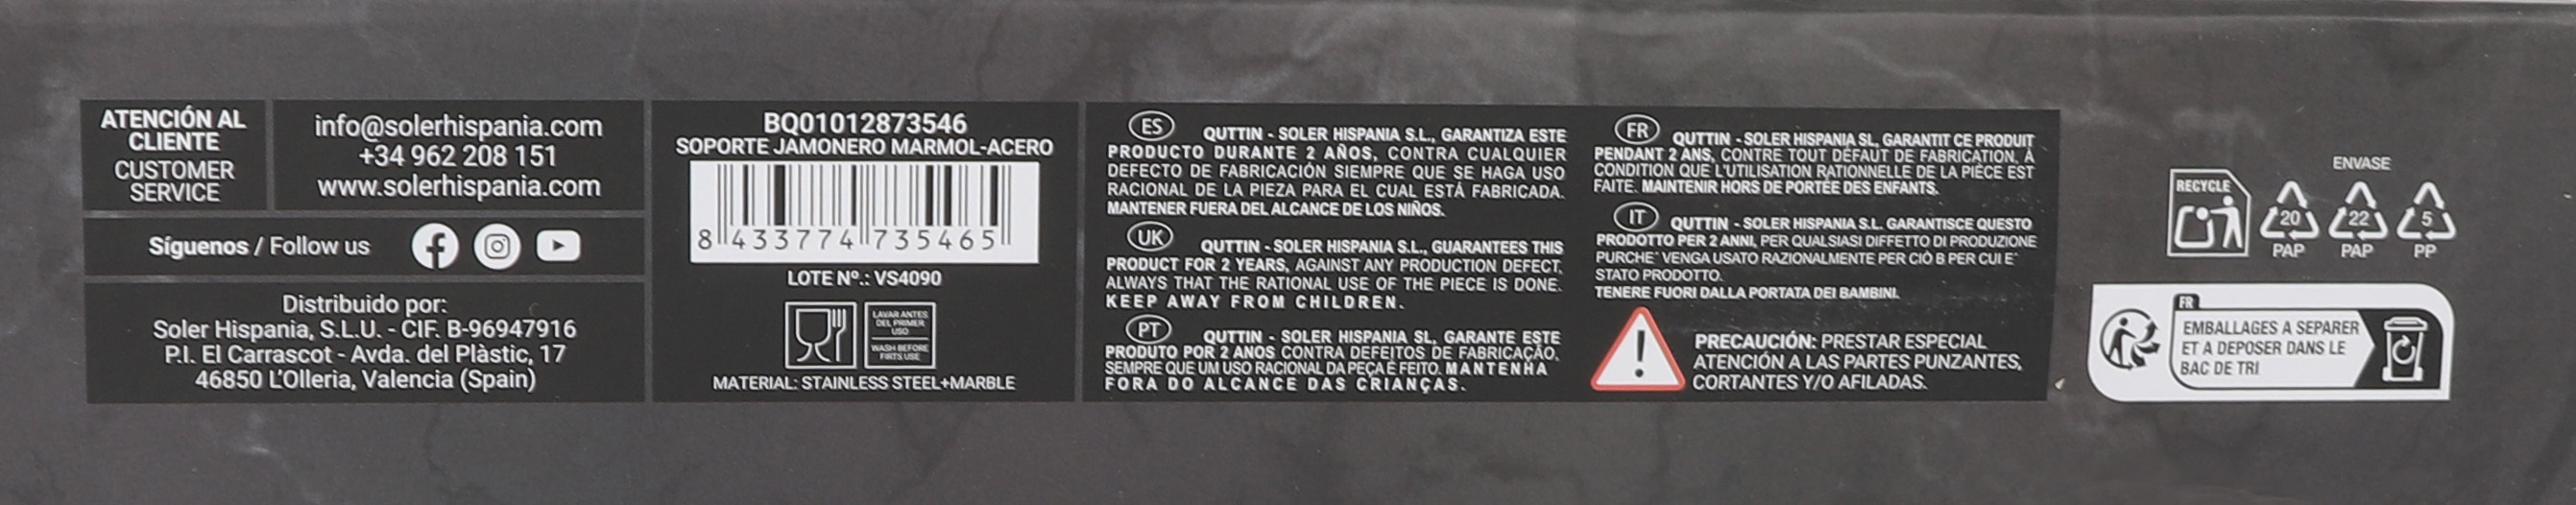 ATENCIÓN AL
CLIENTE
CUSTOMER
SERVICE
info@solerhispania.com
+34 962 208 151
www.solerhispania.com
Síguenos / Follow us
Distribuido por:
Soler Hispania, S.L.U. - CIF. B-96947916
P.I. El Carrascot - Avda. del Plàstic, 17
46850 L'Olleria, Valencia (Spain)
BQ01012873546
SOPORTE JAMONERO MARMOL-ACERO
8 433774 735465
LOTE Nº.: VS4090
LAVAR ANTES
DEL PRIMER
USO
WASH BEFORE
FIRTS USE
MATERIAL: STAINLESS STEEL+MARBLE
ES QUTTIN - SOLER HISPANIA S.L., GARANTIZA ESTE
PRODUCTO DURANTE 2 AÑOS, CONTRA CUALQUIER
DEFECTO DE FABRICACIÓN SIEMPRE QUE SE HAGA USO
RACIONAL DE LA PIEZA PARA EL CUAL ESTÁ FABRICADA.
MANTENER FUERA DEL ALCANCE DE LOS NIÑOS.
UK QUTTIN - SOLER HISPANIA S.L., GUARANTEES THIS
PRODUCT FOR 2 YEARS, AGAINST ANY PRODUCTION DEFECT,
ALWAYS THAT THE RATIONAL USE OF THE PIECE IS DONE.
KEEP AWAY FROM CHILDREN.
PT QUTTIN - SOLER HISPANIA SL, GARANTE ESTE
PRODUTO POR 2 ANOS CONTRA DEFEITOS DE FABRICAÇÃO,
SEMPRE QUE UM USO RACIONAL DA PEÇA É FEITO. MANTENHA
FORA DO ALCANCE DAS CRIANÇAS.
FR QUTTIN - SOLER HISPANIA SL, GARANTIT CE PRODUIT
PENDANT 2 ANS, CONTRE TOUT DÉFAUT DE FABRICATION, À
CONDITION QUE L'UTILISATION RATIONNELLE DE LA PIÈCE EST
FAITE. MAINTENIR HORS DE PORTÉE DES ENFANTS.
IT QUTTIN - SOLER HISPANIA S.L. GARANTISCE QUESTO
PRODOTTO PER 2 ANNI, PER QUALSIASI DIFFETTO DI PRODUZIONE
PURCHE' VENGA USATO RAZIONALMENTE PER CIÒ B PER CUI E'
STATO PRODOTTO.
TENERE FUORI DALLA PORTATA DEI BAMBINI.
PRECAUCIÓN: PRESTAR ESPECIAL
ATENCIÓN A LAS PARTES PUNZANTES,
CORTANTES Y/O AFILADAS.
ENVASE
RECYCLE
20 22 5
PAP PAP PP
FR
EMBALLAGES A SEPARER
ET A DEPOSER DANS LE
BAC DE TRI